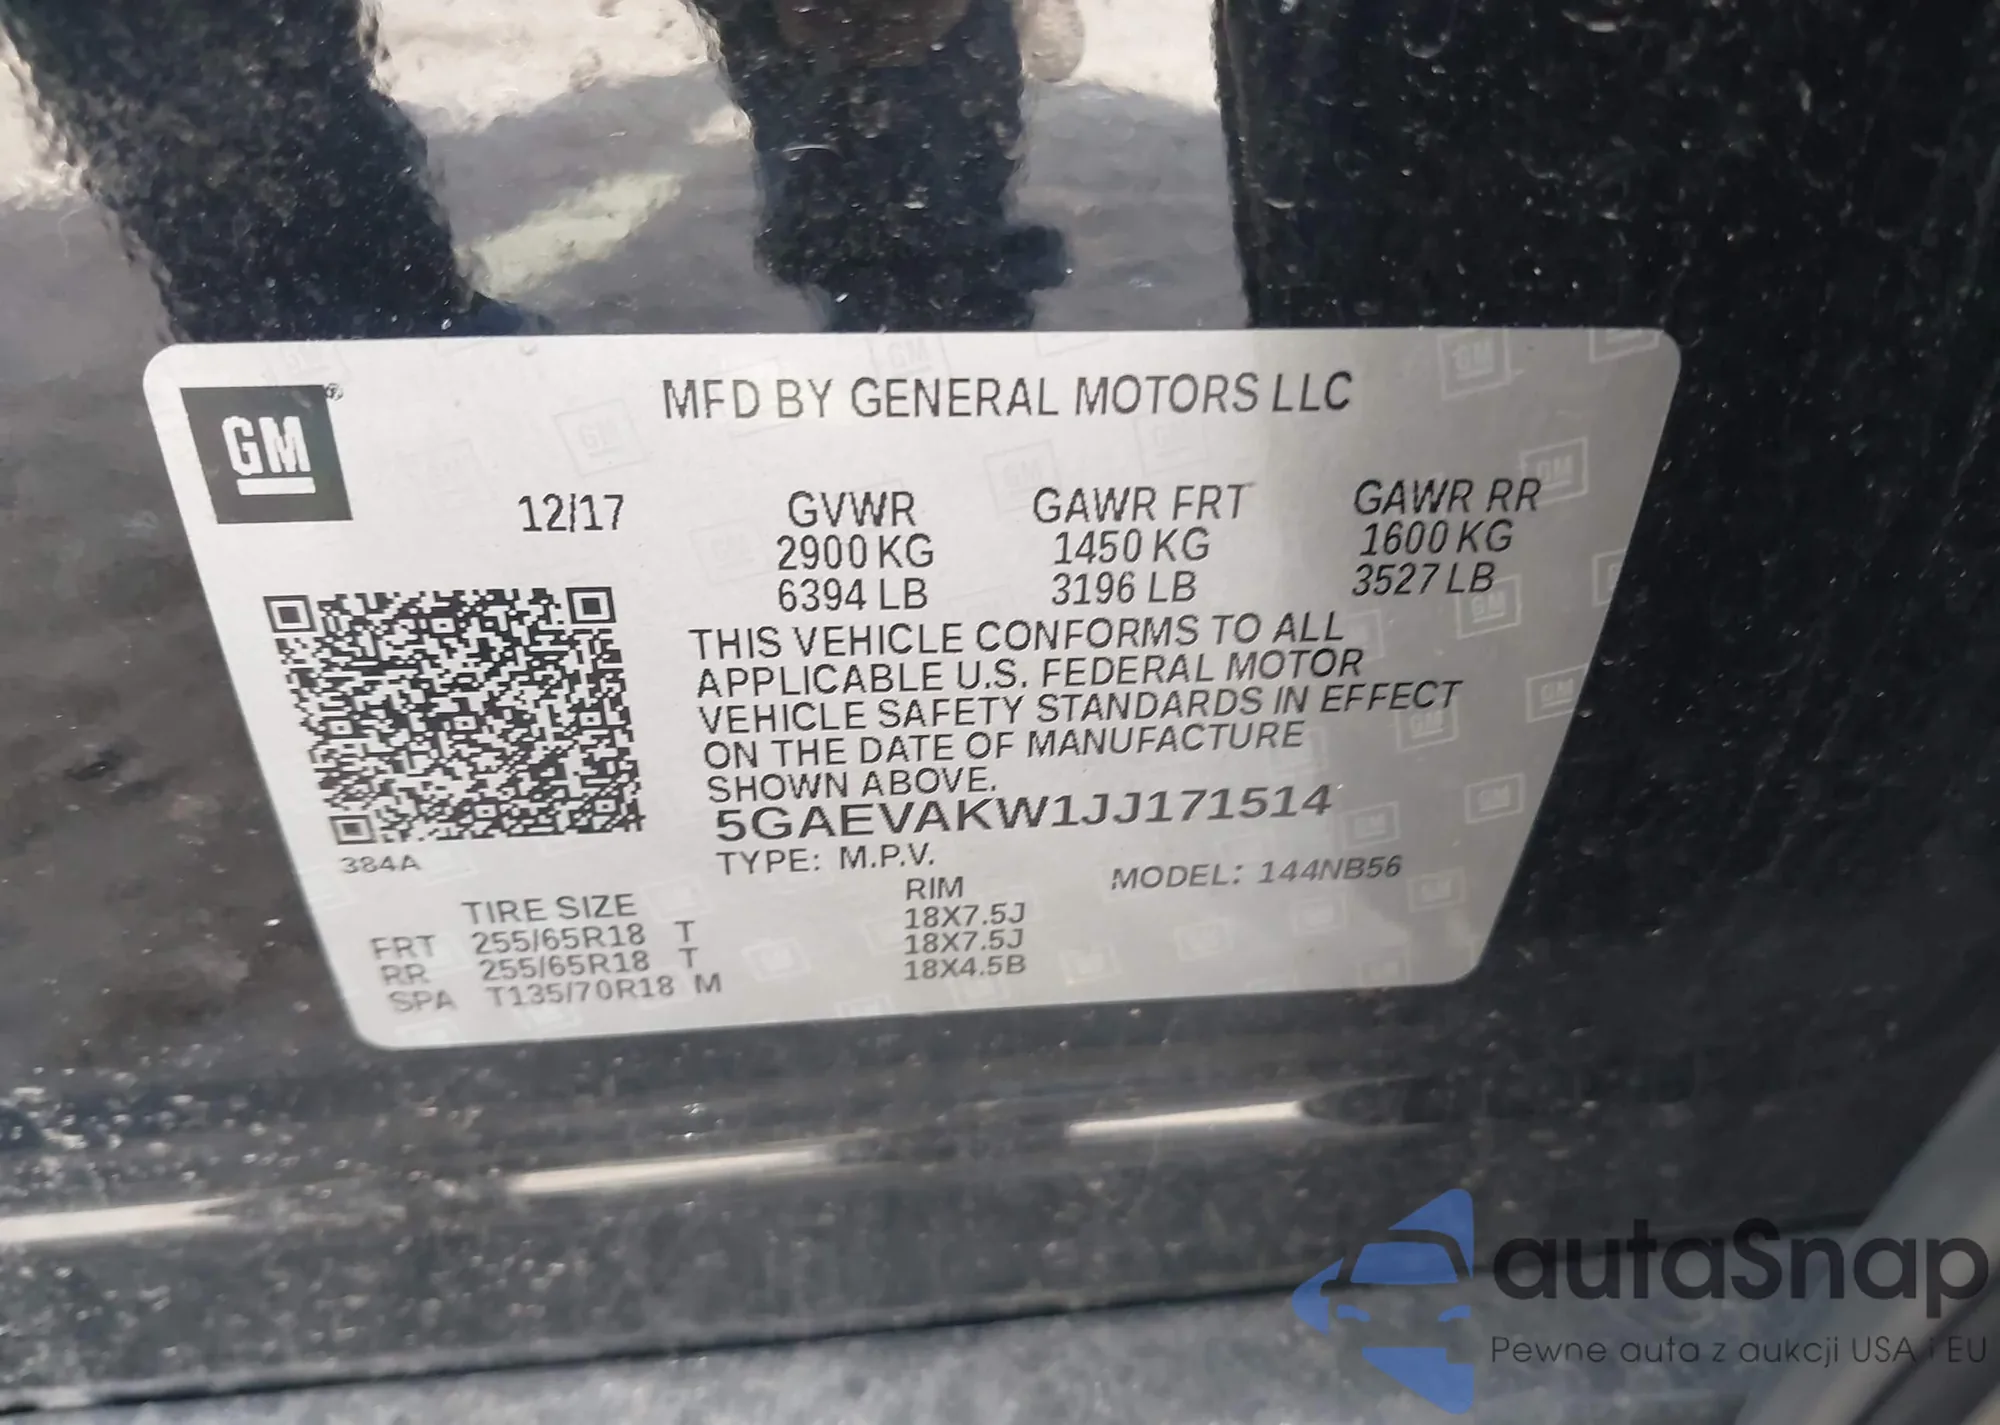 GM®
MFD BY GENERAL MOTORS LLC
12/17
GVWR GAWR FRT GAWR RR
2900 KG 1450 KG 1600 KG
6394 LB 3196 LB 3527 LB
THIS VEHICLE CONFORMS TO ALL
APPLICABLE U.S. FEDERAL MOTOR
VEHICLE SAFETY STANDARDS IN EFFECT
ON THE DATE OF MANUFACTURE
SHOWN ABOVE.
5GAEVAKW1JJ171514
384A
TYPE: M.P.V. MODEL: 144NB56
TIRE SIZE RIM
FRT 255/65R18 T 18X7.5J
RR 255/65R18 T 18X7.5J
SPA T135/70R18 M 18X4.5B
autaSnap
Pewne auta z aukcji USA i EU